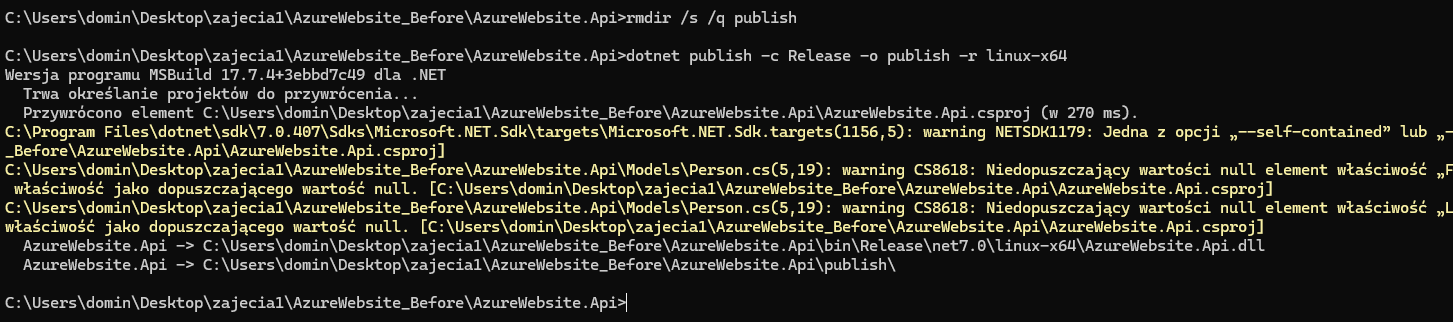 C:\Users\domin\Desktop\zajecia1\AzureWebsite_Before\AzureWebsite.Api>rmdir /s /q publish
C:\Users\domin\Desktop\zajecia1\AzureWebsite_Before\AzureWebsite.Api>dotnet publish -c Release -o publish -r linux-x64
Wersja programu MSBuild 17.7.4+3ebbd7c49 dla .NET
  Trwa określanie projektów do przywrócenia...
  Przywrócono element C:\Users\domin\Desktop\zajecia1\AzureWebsite_Before\AzureWebsite.Api\AzureWebsite.Api.csproj (w 270 ms).
C:\Program Files\dotnet\sdk\7.0.407\Sdks\Microsoft.NET.Sdk\targets\Microsoft.NET.Sdk.targets(1156,5): warning NETSDK1179: Jedna z opcji „--self-contained” lub „-
_Before\AzureWebsite.Api\AzureWebsite.Api.csproj]
C:\Users\domin\Desktop\zajecia1\AzureWebsite_Before\AzureWebsite.Api\Models\Person.cs(5,19): warning CS8618: Niedopuszczający wartości null element właściwość „F
 właściwość jako dopuszczającego wartość null. [C:\Users\domin\Desktop\zajecia1\AzureWebsite_Before\AzureWebsite.Api\AzureWebsite.Api.csproj]
C:\Users\domin\Desktop\zajecia1\AzureWebsite_Before\AzureWebsite.Api\Models\Person.cs(5,19): warning CS8618: Niedopuszczający wartości null element właściwość „L
właściwość jako dopuszczającego wartość null. [C:\Users\domin\Desktop\zajecia1\AzureWebsite_Before\AzureWebsite.Api\AzureWebsite.Api.csproj]
  AzureWebsite.Api -> C:\Users\domin\Desktop\zajecia1\AzureWebsite_Before\AzureWebsite.Api\bin\Release\net7.0\linux-x64\AzureWebsite.Api.dll
  AzureWebsite.Api -> C:\Users\domin\Desktop\zajecia1\AzureWebsite_Before\AzureWebsite.Api\publish\
C:\Users\domin\Desktop\zajecia1\AzureWebsite_Before\AzureWebsite.Api>